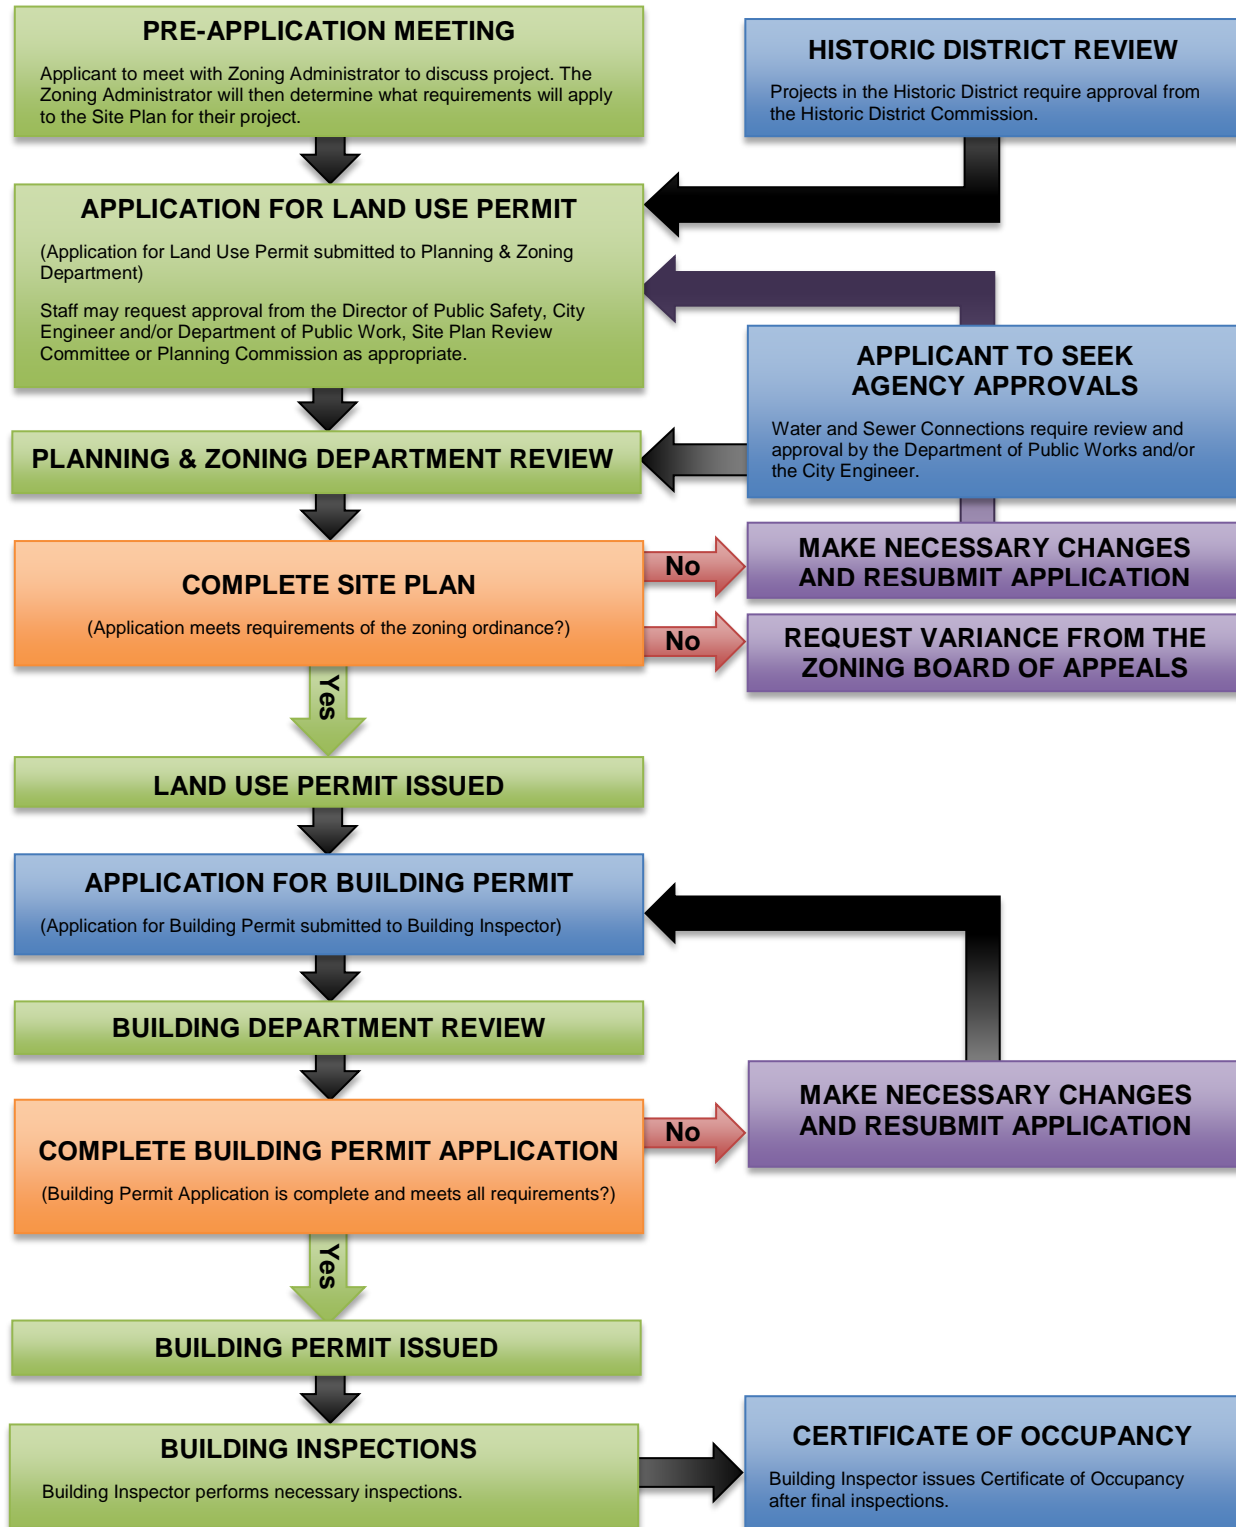 PRE-APPLICATION MEETING
Applicant to meet with Zoning Administrator to discuss project. The
Zoning Administrator will then determine what requirements will apply
to the Site Plan for their project.
HISTORIC DISTRICT REVIEW
Projects in the Historic District require approval from
the Historic District Commission.
APPLICATION FOR LAND USE PERMIT
(Application for Land Use Permit submitted to Planning & Zoning
Department)
Staff may request approval from the Director of Public Safety, City
Engineer and/or Department of Public Work, Site Plan Review
Committee or Planning Commission as appropriate.
APPLICANT TO SEEK
AGENCY APPROVALS
Water and Sewer Connections require review and
approval by the Department of Public Works and/or
the City Engineer.
PLANNING & ZONING DEPARTMENT REVIEW
COMPLETE SITE PLAN
(Application meets requirements of the zoning ordinance?)
No
MAKE NECESSARY CHANGES
AND RESUBMIT APPLICATION
No
REQUEST VARIANCE FROM THE
ZONING BOARD OF APPEALS
Yes
LAND USE PERMIT ISSUED
APPLICATION FOR BUILDING PERMIT
(Application for Building Permit submitted to Building Inspector)
BUILDING DEPARTMENT REVIEW
COMPLETE BUILDING PERMIT APPLICATION
(Building Permit Application is complete and meets all requirements?)
No
MAKE NECESSARY CHANGES
AND RESUBMIT APPLICATION
Yes
BUILDING PERMIT ISSUED
BUILDING INSPECTIONS
Building Inspector performs necessary inspections.
CERTIFICATE OF OCCUPANCY
Building Inspector issues Certificate of Occupancy
after final inspections.